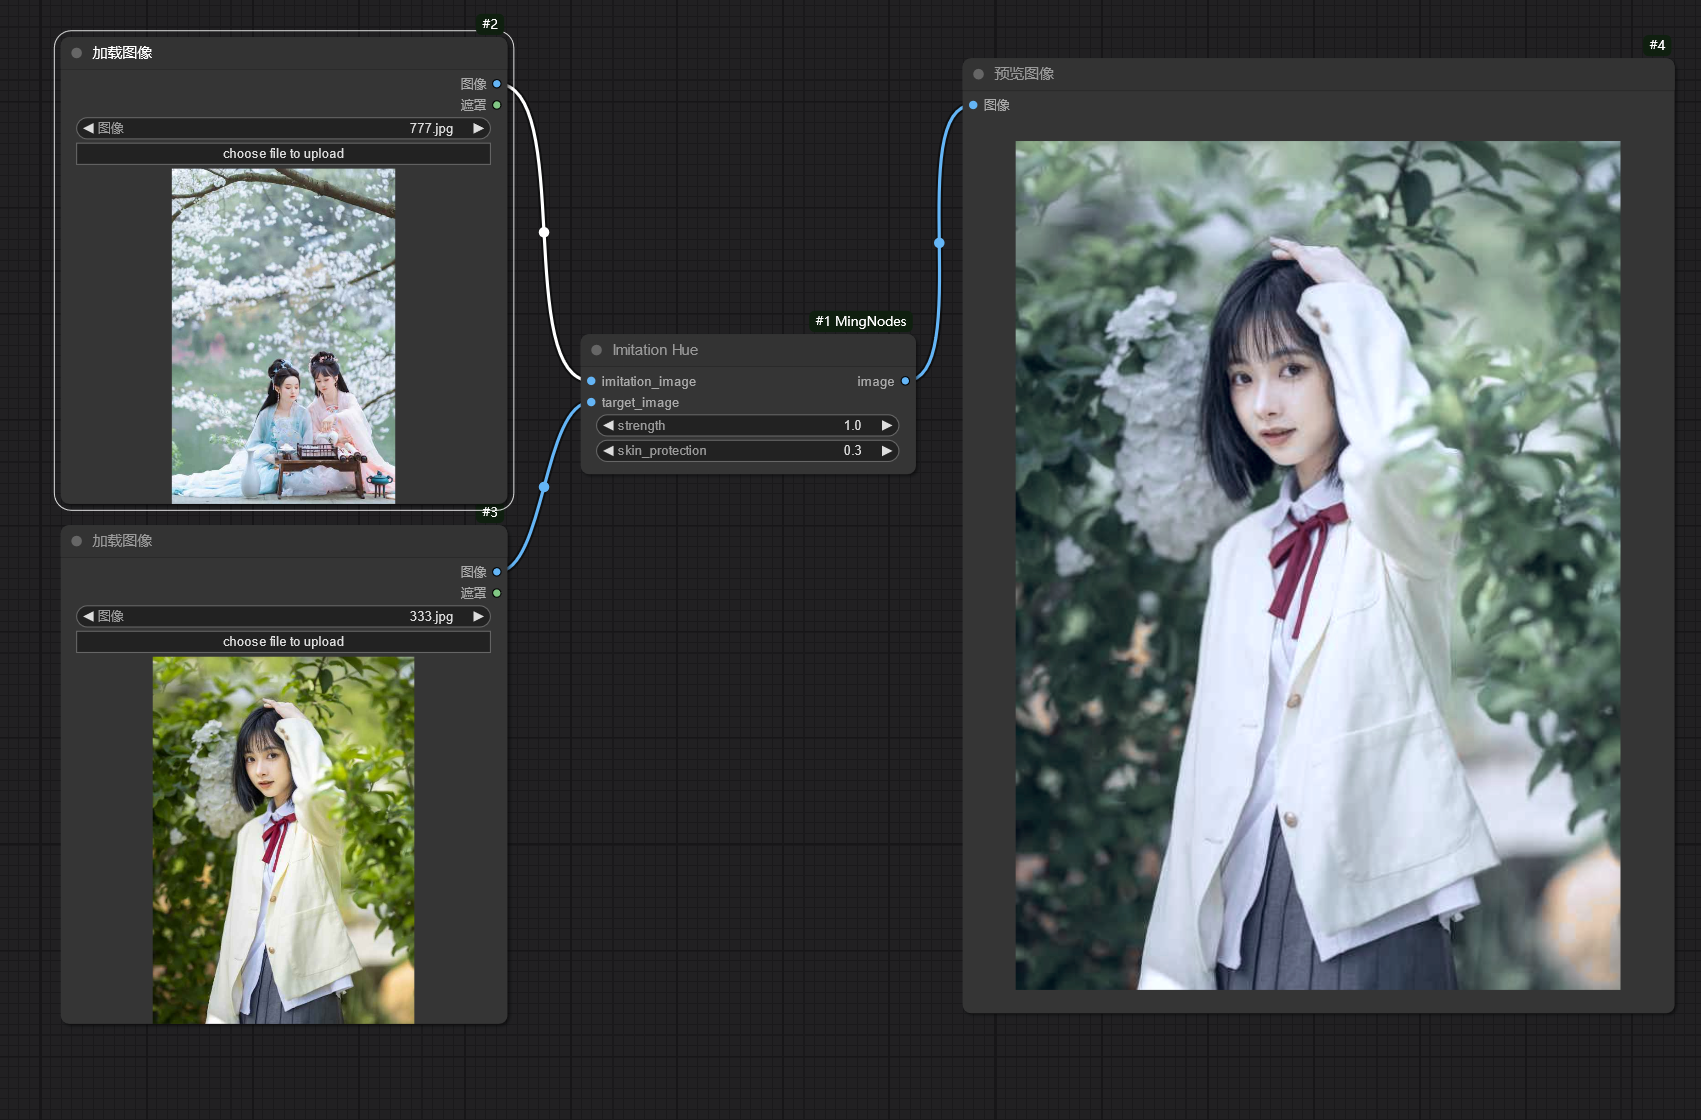 #2
加载图像
图像
遮罩
图像 777.jpg
choose file to upload
#3
加载图像
图像
遮罩
图像 333.jpg
choose file to upload
#1 MingNodes
Imitation Hue
imitation_image image
target_image
strength 1.0
skin_protection 0.3
#4
预览图像
图像